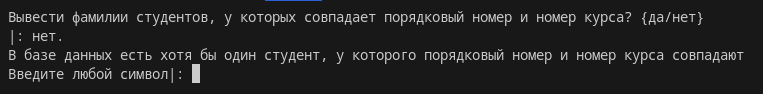 Вывести фамилии студентов, у которых совпадает порядковый номер и номер курса? {да/нет}
|: нет.
В базе данных есть хотя бы один студент, у которого порядковый номер и номер курса совпадают
Введите любой символ|: